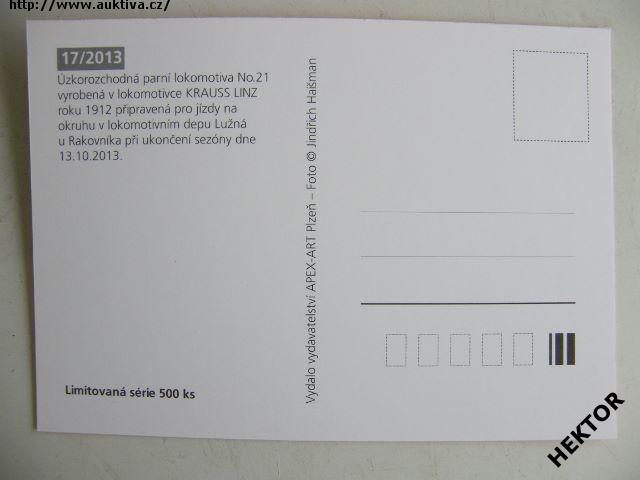 http://www.auktiva.cz/
17/2013
Úzkorozchodná parní lokomotiva No.21
vyrobená v lokomotivce KRAUSS LINZ
roku 1912 připravená pro jízdy na
okruhu v lokomotivním depu Lužná
u Rakovníka při ukončení sezóny dne
13.10.2013.
Limitovaná série 500 ks
Vydalo vydavatelství APEX-ART Plzeň – Foto © Jindřich Haišman
HEKTOR